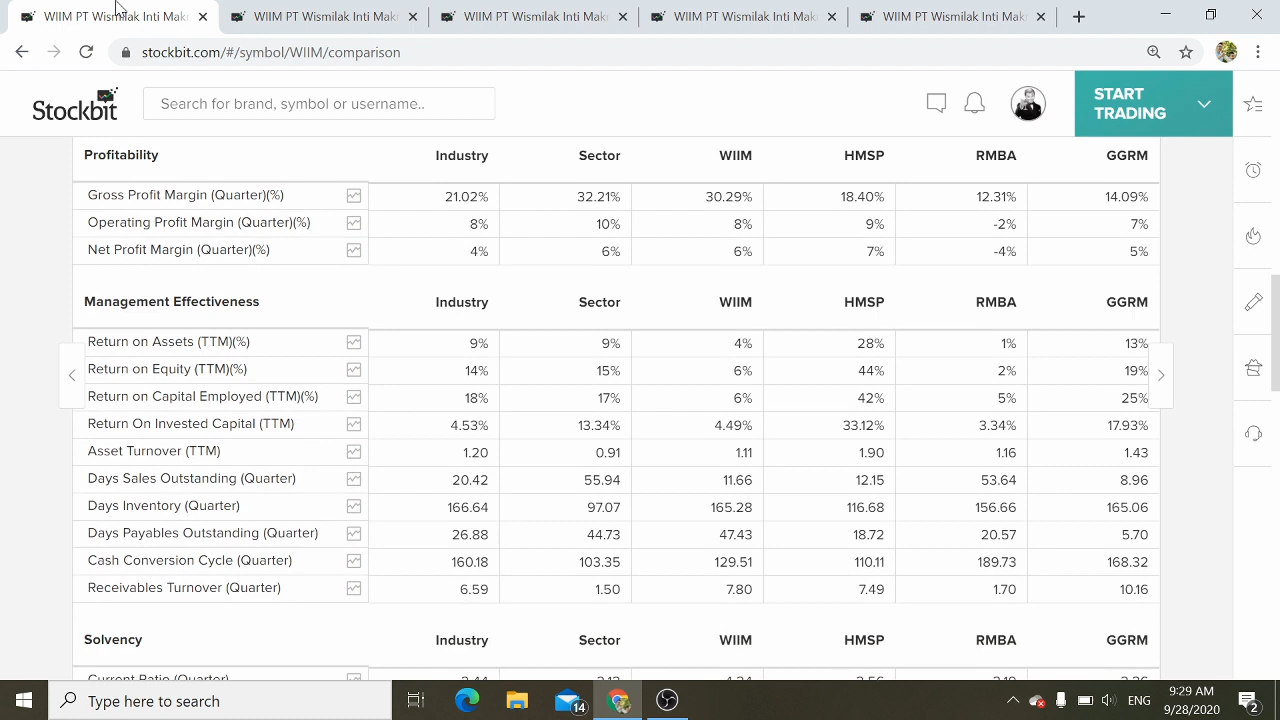 WIIM PT Wismilak Inti Makr
WIIM PT Wismilak Inti Makr
WIIM PT Wismilak Inti Makr
WIIM PT Wismilak Inti Makr
WIIM PT Wismilak Inti Makr
stockbit.com/#/symbol/WIIM/comparison
Stockbit
Search for brand, symbol or username..
START TRADING
Profitability Industry Sector WIIM HMSP RMBA GGRM
Gross Profit Margin (Quarter)(%) 21.02% 32.21% 30.29% 18.40% 12.31% 14.09%
Operating Profit Margin (Quarter)(%) 8% 10% 8% 9% -2% 7%
Net Profit Margin (Quarter)(%) 4% 6% 6% 7% -4% 5%
Management Effectiveness Industry Sector WIIM HMSP RMBA GGRM
Return on Assets (TTM)(%) 9% 9% 4% 28% 1% 13%
Return on Equity (TTM)(%) 14% 15% 6% 44% 2% 19%
Return on Capital Employed (TTM)(%) 18% 17% 6% 42% 5% 25%
Return On Invested Capital (TTM) 4.53% 13.34% 4.49% 33.12% 3.34% 17.93%
Asset Turnover (TTM) 1.20 0.91 1.11 1.90 1.16 1.43
Days Sales Outstanding (Quarter) 20.42 55.94 11.66 12.15 53.64 8.96
Days Inventory (Quarter) 166.64 97.07 165.28 116.68 156.66 165.06
Days Payables Outstanding (Quarter) 26.88 44.73 47.43 18.72 20.57 5.70
Cash Conversion Cycle (Quarter) 160.18 103.35 129.51 110.11 189.73 168.32
Receivables Turnover (Quarter) 6.59 1.50 7.80 7.49 1.70 10.16
Solvency Industry Sector WIIM HMSP RMBA GGRM
Current Ratio (Quarter)
Type here to search
14
ENG
9:29 AM
9/28/2020
2